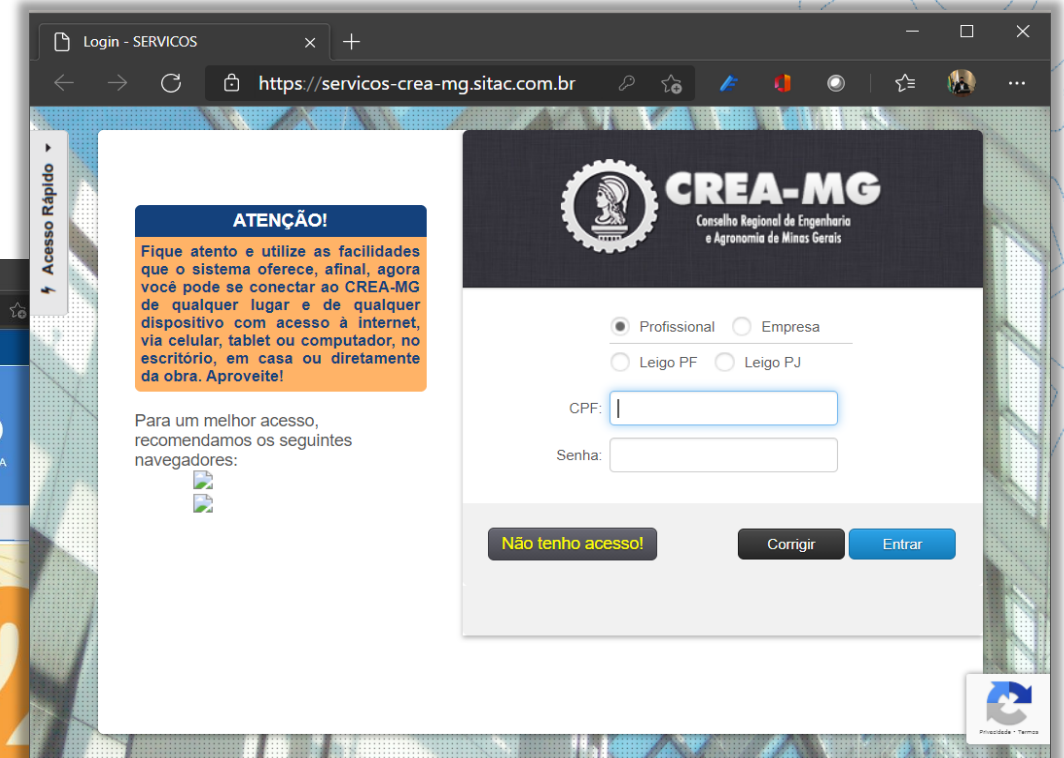 Login - SERVICOS
https://servicos-crea-mg.sitac.com.br
Acesso Rápido
ATENÇÃO!
Fique atento e utilize as facilidades
que o sistema oferece, afinal, agora
você pode se conectar ao CREA-MG
de qualquer lugar e de qualquer
dispositivo com acesso à internet,
via celular, tablet ou computador, no
escritório, em casa ou diretamente
da obra. Aproveite!
Para um melhor acesso,
recomendamos os seguintes
navegadores:
CREA-MG
Conselho Regional de Engenharia
e Agronomia de Minas Gerais
Profissional Empresa
Leigo PF Leigo PJ
CPF:
Senha:
Não tenho acesso! Corrigir Entrar
Privacidade - Termos